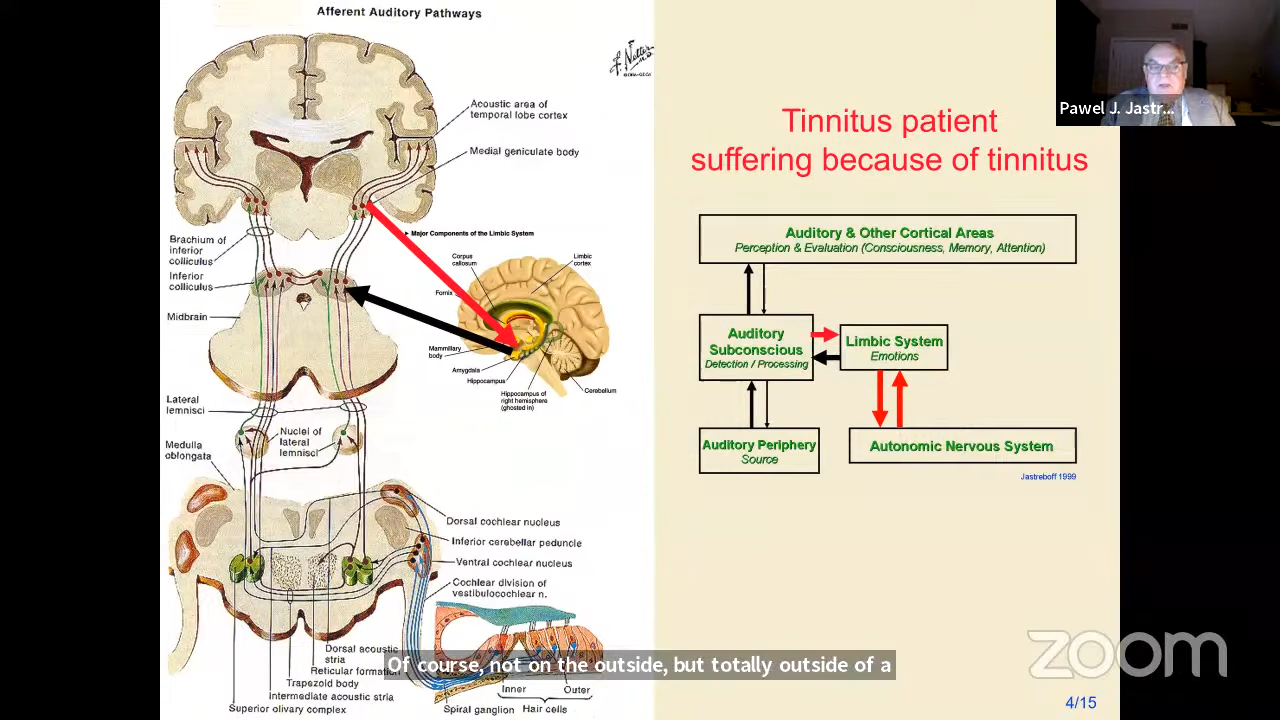 Afferent Auditory Pathways
Acoustic area of
temporal lobe cortex
Medial geniculate body
Brachium of
inferior
colliculus
Inferior
colliculus
Midbrain
Lateral
lemnisci
Nuclei of
lateral
lemnisci
Medulla
oblongata
Dorsal cochlear nucleus
Inferior cerebellar peduncle
Ventral cochlear nucleus
Cochlear division of
vestibulocochlear n.
Dorsal acoustic
stria
Reticular formation
Trapezoid body
Intermediate acoustic stria
Superior olivary complex
Inner
Outer
Spiral ganglion
Hair cells
Major Components of the Limbic System
Corpus
callosum
Limbic
cortex
Fornix
Mammillary
body
Amygdala
Hippocampus
Hippocampus of
right hemisphere
(ghosted in)
Cerebellum
Tinnitus patient
suffering because of tinnitus
Auditory & Other Cortical Areas
Perception & Evaluation (Consciousness, Memory, Attention)
Auditory
Subconscious
Detection / Processing
Limbic System
Emotions
Auditory Periphery
Source
Autonomic Nervous System
Jastreboff 1999
Pawel J. Jastr...
Of course, not on the outside, but totally outside of a
zoom
4/15